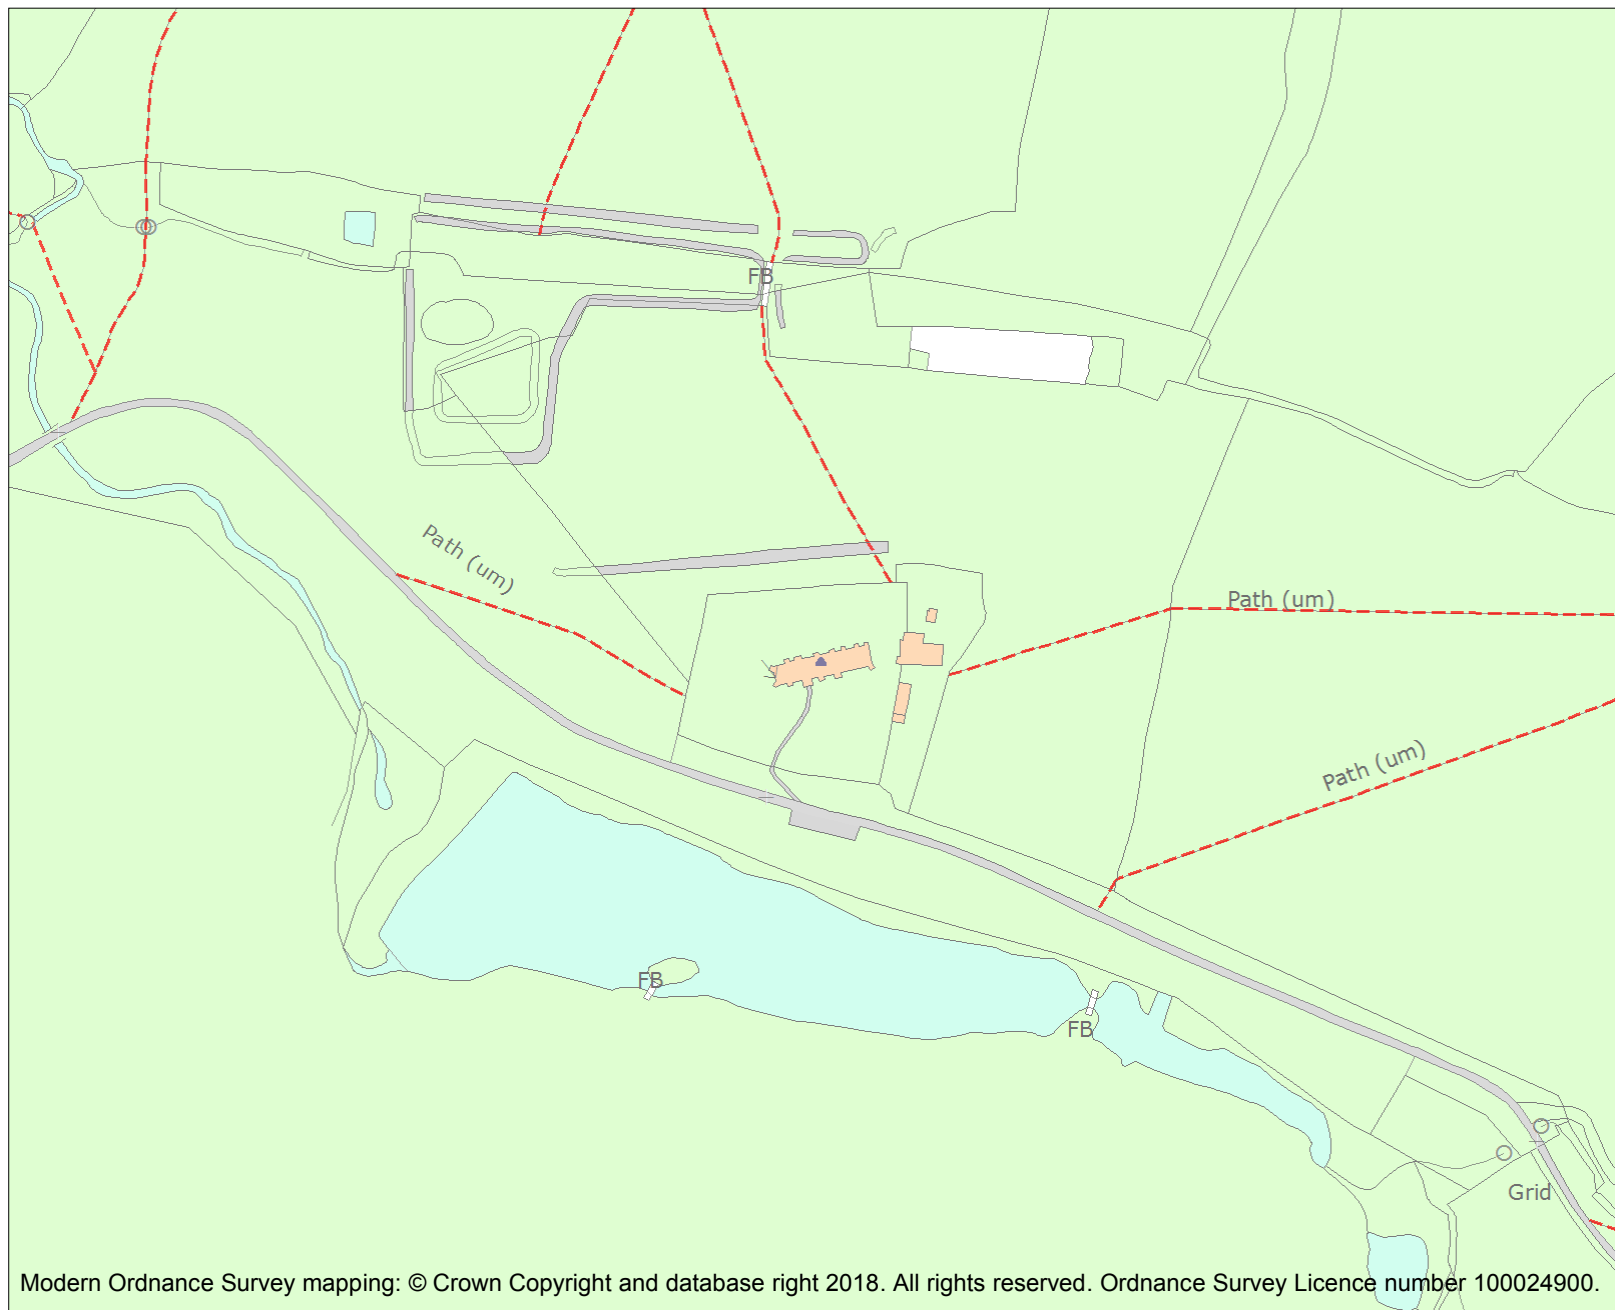 FB
Path (um)
Path (um)
Path (um)
FB
FB
Grid
Modern Ordnance Survey mapping: © Crown Copyright and database right 2018. All rights reserved. Ordnance Survey Licence number 100024900.